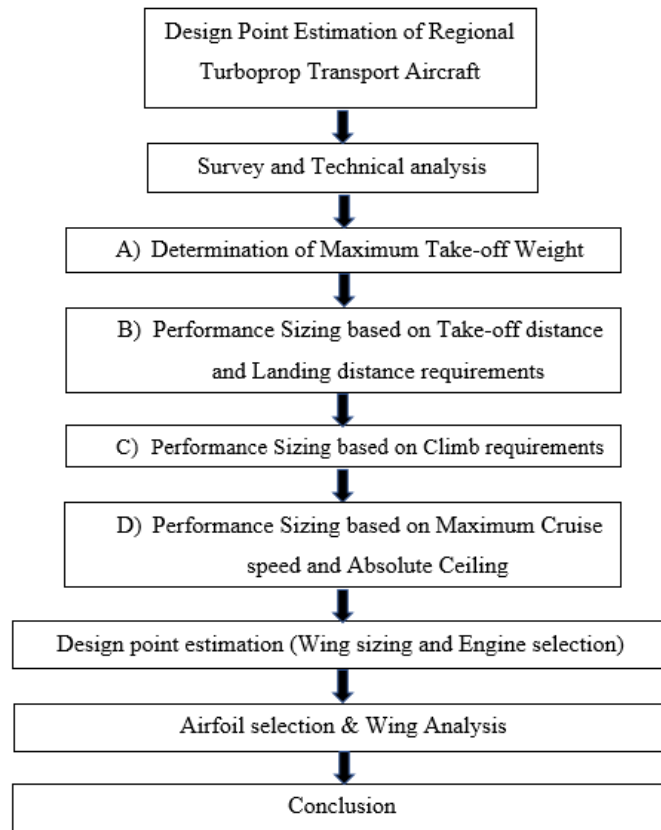 Design Point Estimation of Regional
Turboprop Transport Aircraft
Survey and Technical analysis
A) Determination of Maximum Take-off Weight
B) Performance Sizing based on Take-off distance
and Landing distance requirements
C) Performance Sizing based on Climb requirements
D) Performance Sizing based on Maximum Cruise
speed and Absolute Ceiling
Design point estimation (Wing sizing and Engine selection)
Airfoil selection & Wing Analysis
Conclusion